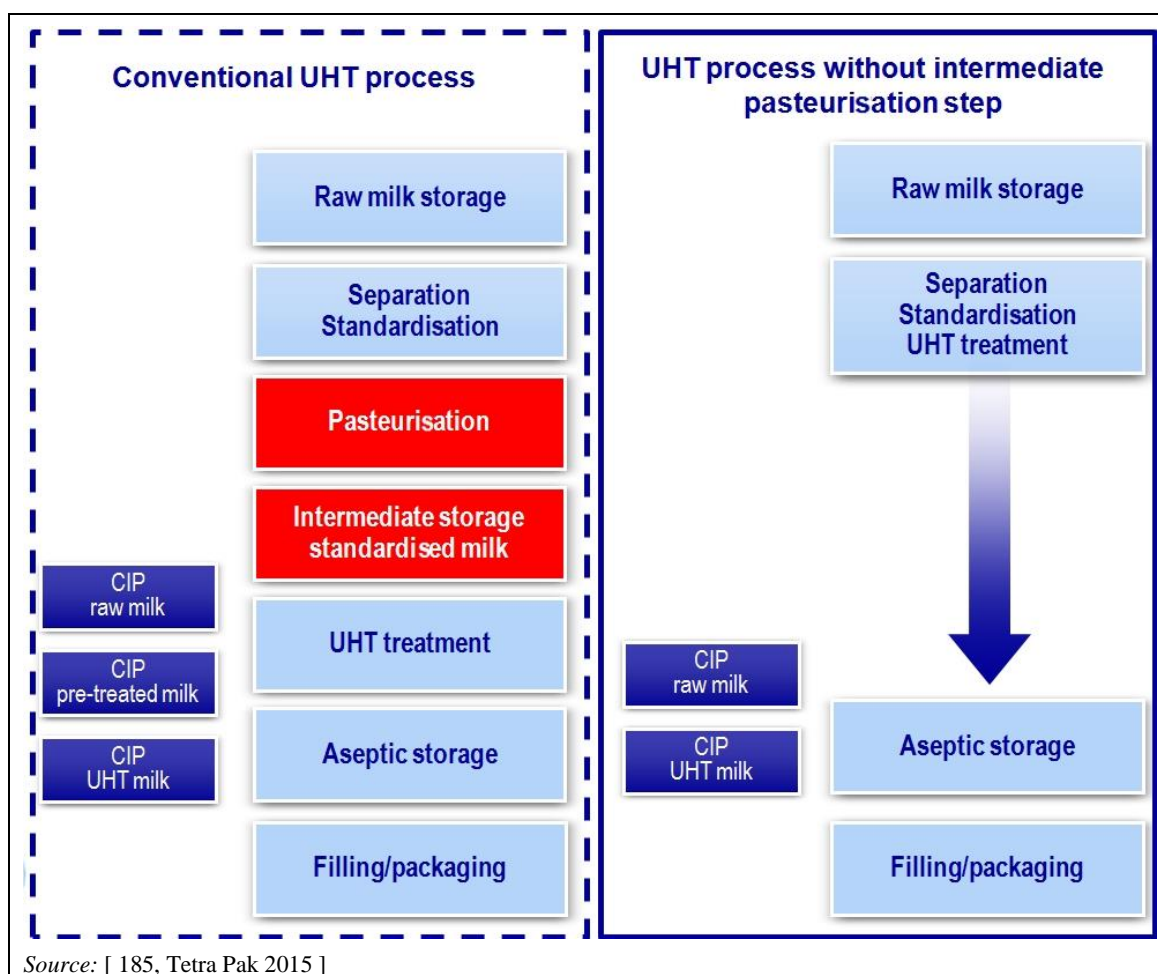 Conventional UHT process
Raw milk storage
Separation
Standardisation
Pasteurisation
Intermediate storage
standardised milk
CIP
raw milk
UHT treatment
CIP
pre-treated milk
CIP
UHT milk
Aseptic storage
Filling/packaging
UHT process without intermediate
pasteurisation step
Raw milk storage
Separation
Standardisation
UHT treatment
CIP
raw milk
CIP
UHT milk
Aseptic storage
Filling/packaging
Source: [ 185, Tetra Pak 2015 ]